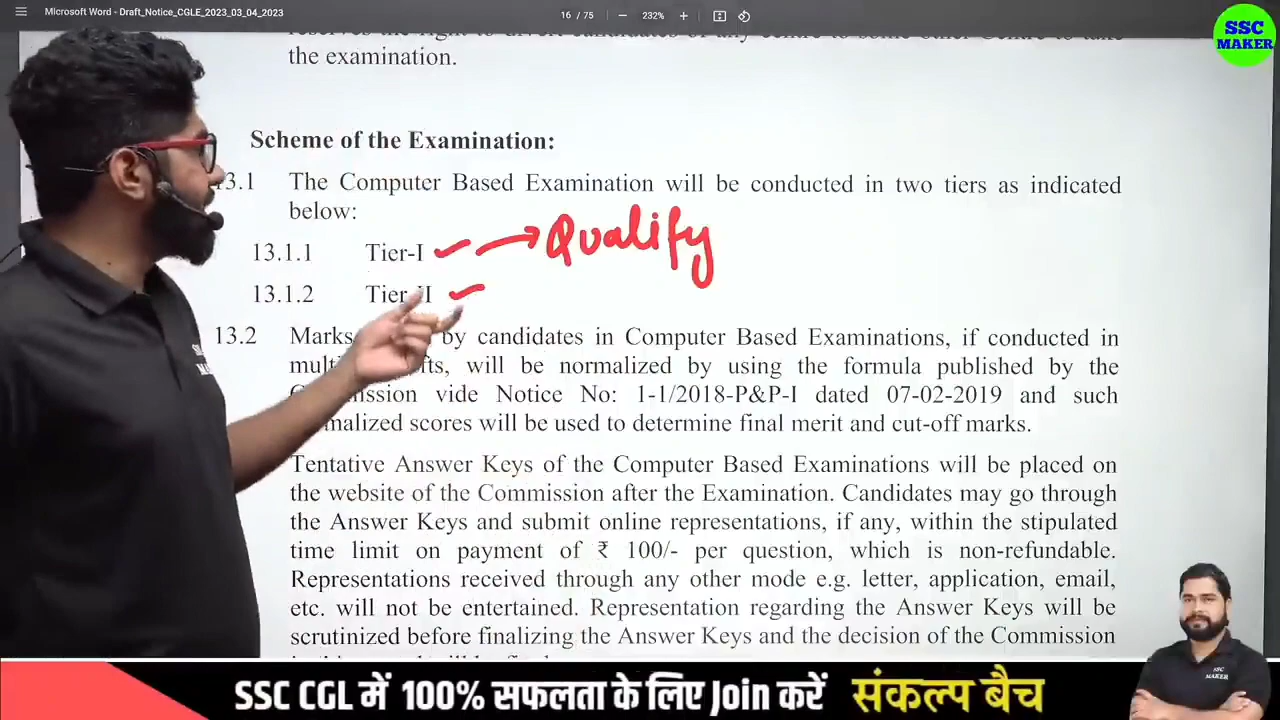 Microsoft Word - Draft_Notice_CGLE_2023_03_04_2023
16 / 75
232%
SSC
MAKER
the examination.
Scheme of the Examination:
13.1 The Computer Based Examination will be conducted in two tiers as indicated
below:
13.1.1 Tier-I → Qualify
13.1.2 Tier-II
13.2 Marks by candidates in Computer Based Examinations, if conducted in
will be normalized by using the formula published by the
vide Notice No: 1-1/2018-P&P-I dated 07-02-2019 and such
scores will be used to determine final merit and cut-off marks.
Tentative Answer Keys of the Computer Based Examinations will be placed on
the website of the Commission after the Examination. Candidates may go through
the Answer Keys and submit online representations, if any, within the stipulated
time limit on payment of ₹ 100/- per question, which is non-refundable.
Representations received through any other mode e.g. letter, application, email,
etc. will not be entertained. Representation regarding the Answer Keys will be
scrutinized before finalizing the Answer Keys and the decision of the Commission
SSC
MAKER
SSC CGL में 100% सफलता के लिए Join करें संकल्प बैच